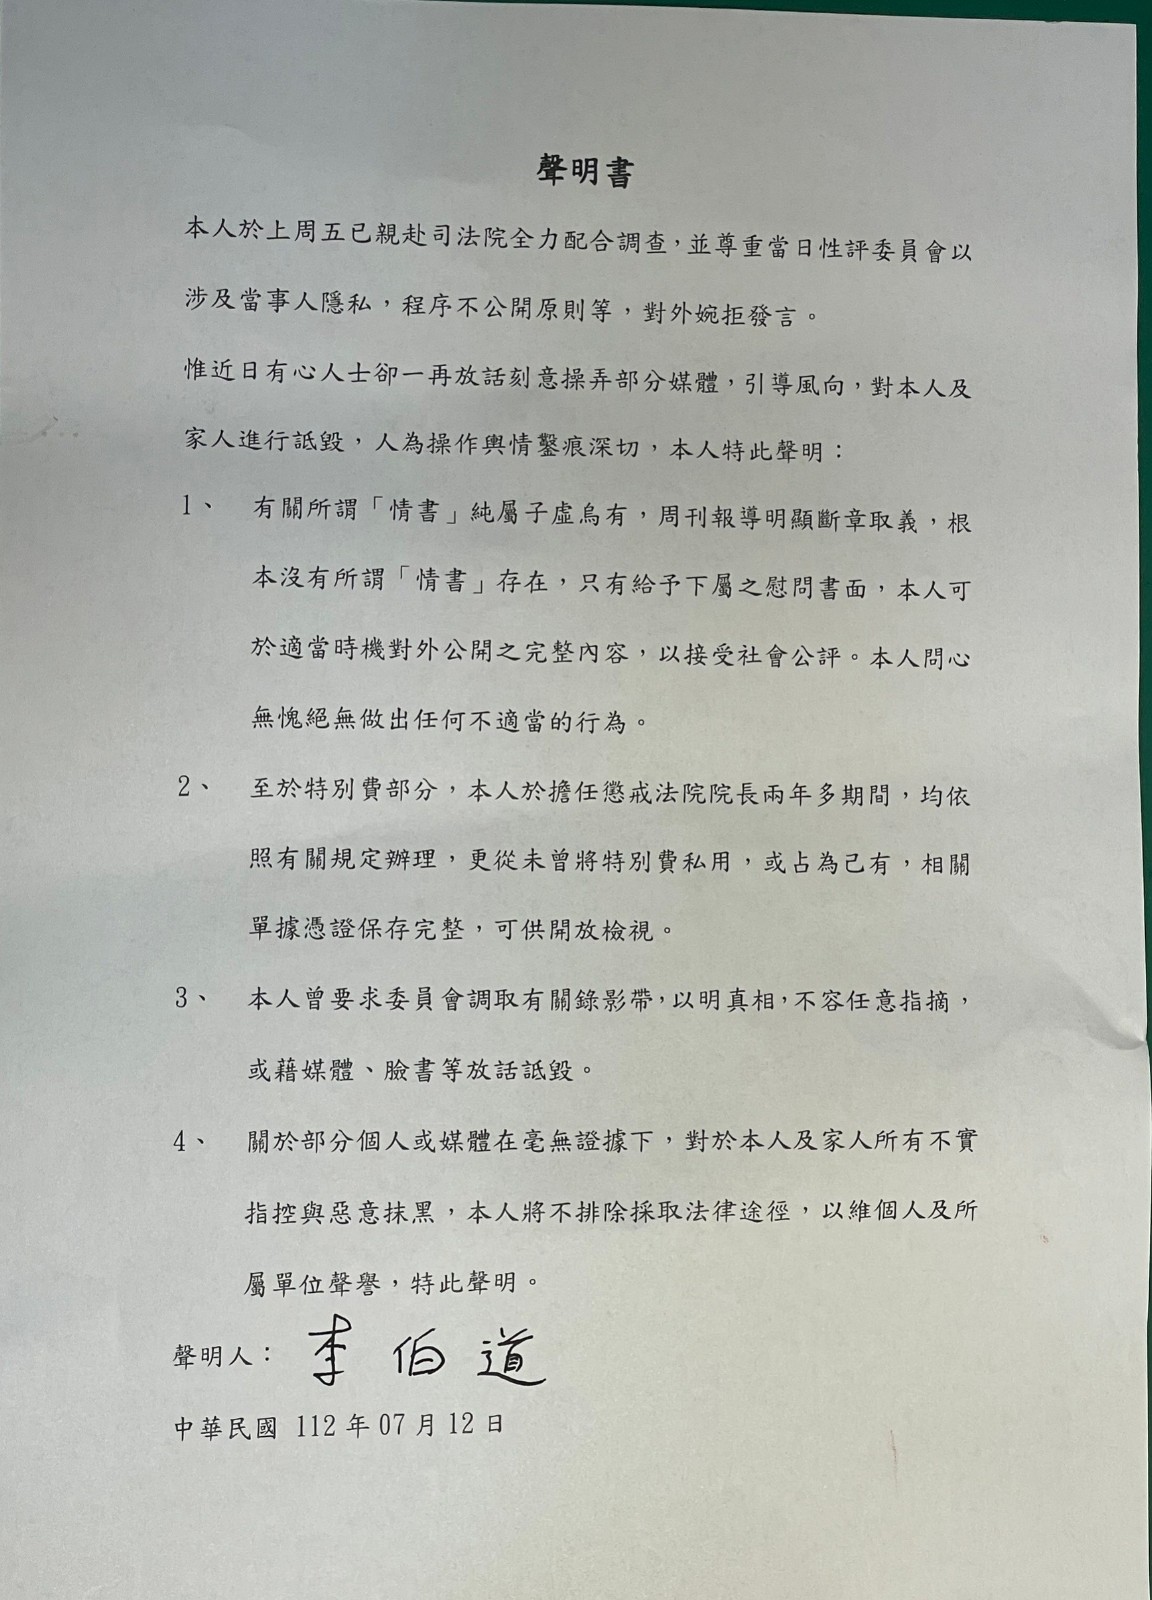 聲明書
本人於上周五已親赴司法院全力配合調查，並尊重當日性評委員會以
涉及當事人隱私，程序不公開原則等，對外婉拒發言。
惟近日有心人士卻一再放話刻意操弄部分媒體，引導風向，對本人及
家人進行詆毀，人為操作輿情鑿痕深切，本人特此聲明：
1、 有關所謂「情書」純屬子虛烏有，周刊報導明顯斷章取義，根
本沒有所謂「情書」存在，只有給予下屬之慰問書面，本人可
於適當時機對外公開之完整內容，以接受社會公評。本人問心
無愧絕無做出任何不適當的行為。
2、 至於特別費部分，本人於擔任懲戒法院院長兩年多期間，均依
照有關規定辦理，更從未曾將特別費私用，或占為己有，相關
單據憑證保存完整，可供開放檢視。
3、 本人曾要求委員會調取有關錄影帶，以明真相，不容任意指摘，
或藉媒體、臉書等放話詆毀。
4、 關於部分個人或媒體在毫無證據下，對於本人及家人所有不實
指控與惡意抹黑，本人將不排除採取法律途徑，以維個人及所
屬單位聲譽，特此聲明。
聲明人： 李伯道
中華民國 112 年 07 月 12 日